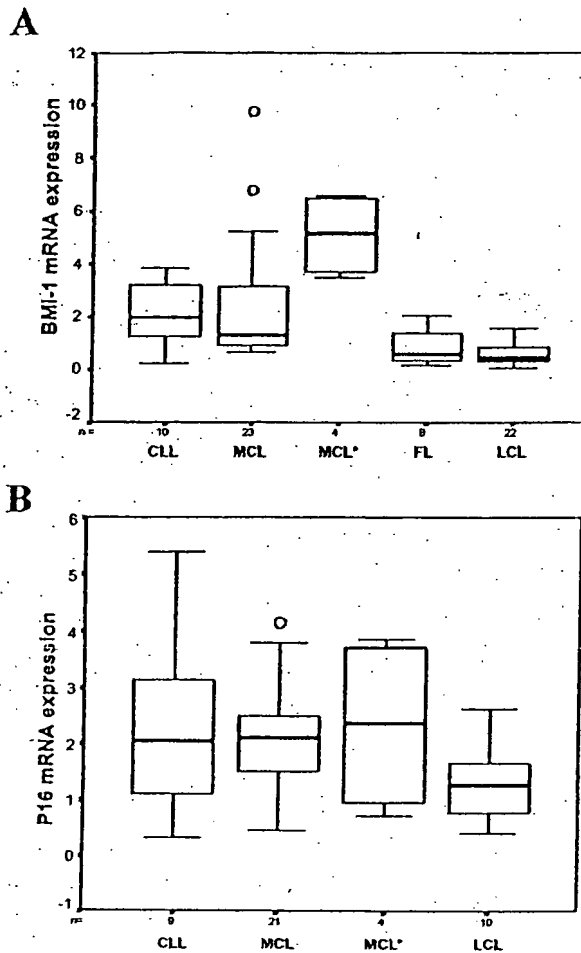 A
BMI-1 mRNA expression
12
10
8
6
4
2
0
-2
n=
10
23
4
8
22
CLL
MCL
MCL*
FL
LCL
B
P16 mRNA expression
6
5
4
3
2
1
0
-1
n=
9
21
4
10
CLL
MCL
MCL*
LCL